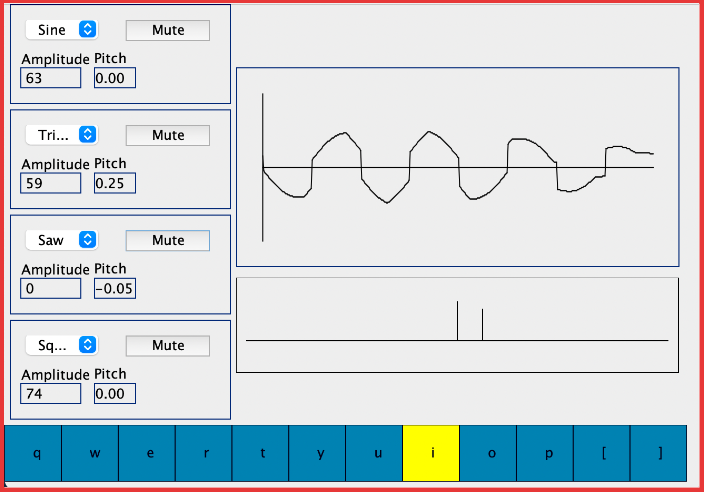 Sine Mute
Amplitude Pitch
63 0.00
Tri... Mute
Amplitude Pitch
59 0.25
Saw Mute
Amplitude Pitch
0 -0.05
Sq... Mute
Amplitude Pitch
74 0.00
q w e r t y u i o p [ ]